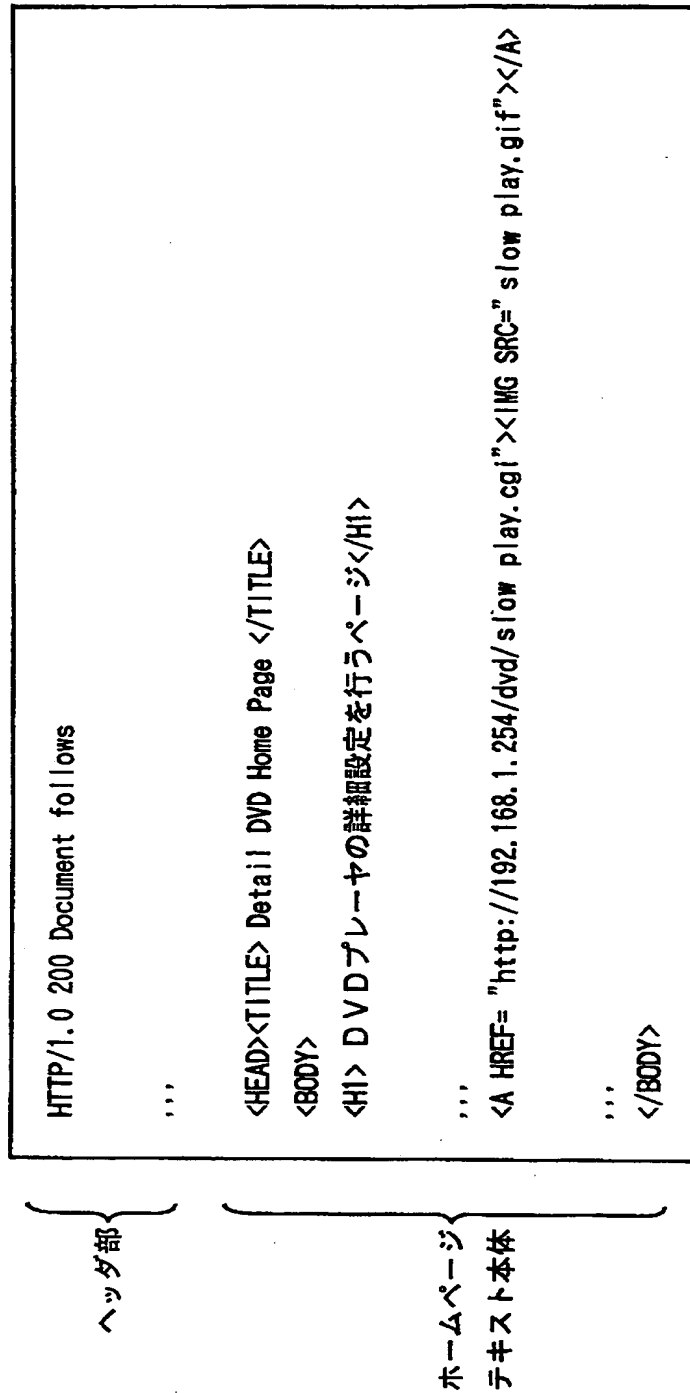 ヘッダ部
HTTP/1.0 200 Document follows
,,,
ホームページ
テキスト本体
<HEAD><TITLE> Detail DVD Home Page </TITLE>
<BODY>
<H1> ＤＶＤプレーヤの詳細設定を行うページ</H1>
,,,
<A HREF= "http://192.168.1.254/dvd/slow play.cgi"><IMG SRC=" slow play.gif"></A>
,,,
</BODY>